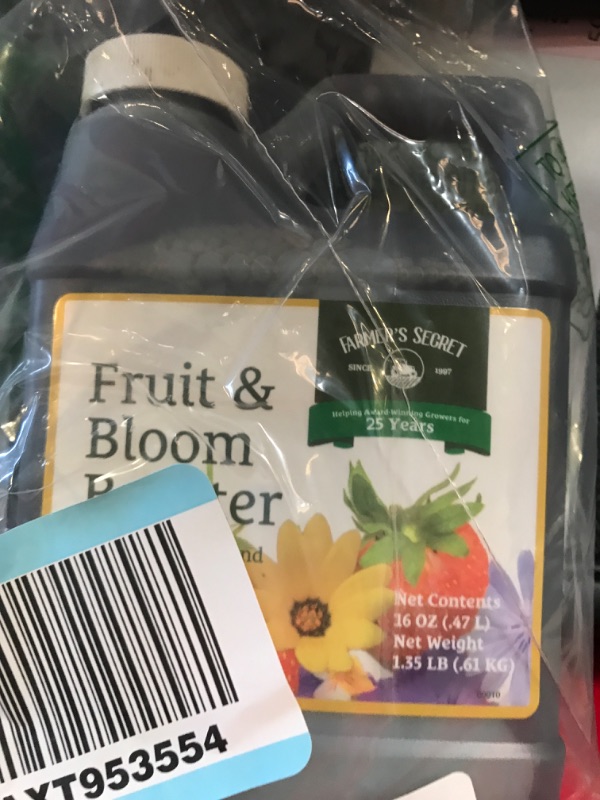 FARMER'S SECRET
SINCE 1997
Helping Award-Winning Growers for
25 Years
Fruit &
Bloom
Net Contents
16 OZ (.47 L)
Net Weight
1.35 LB (.61 KG)
XT953554